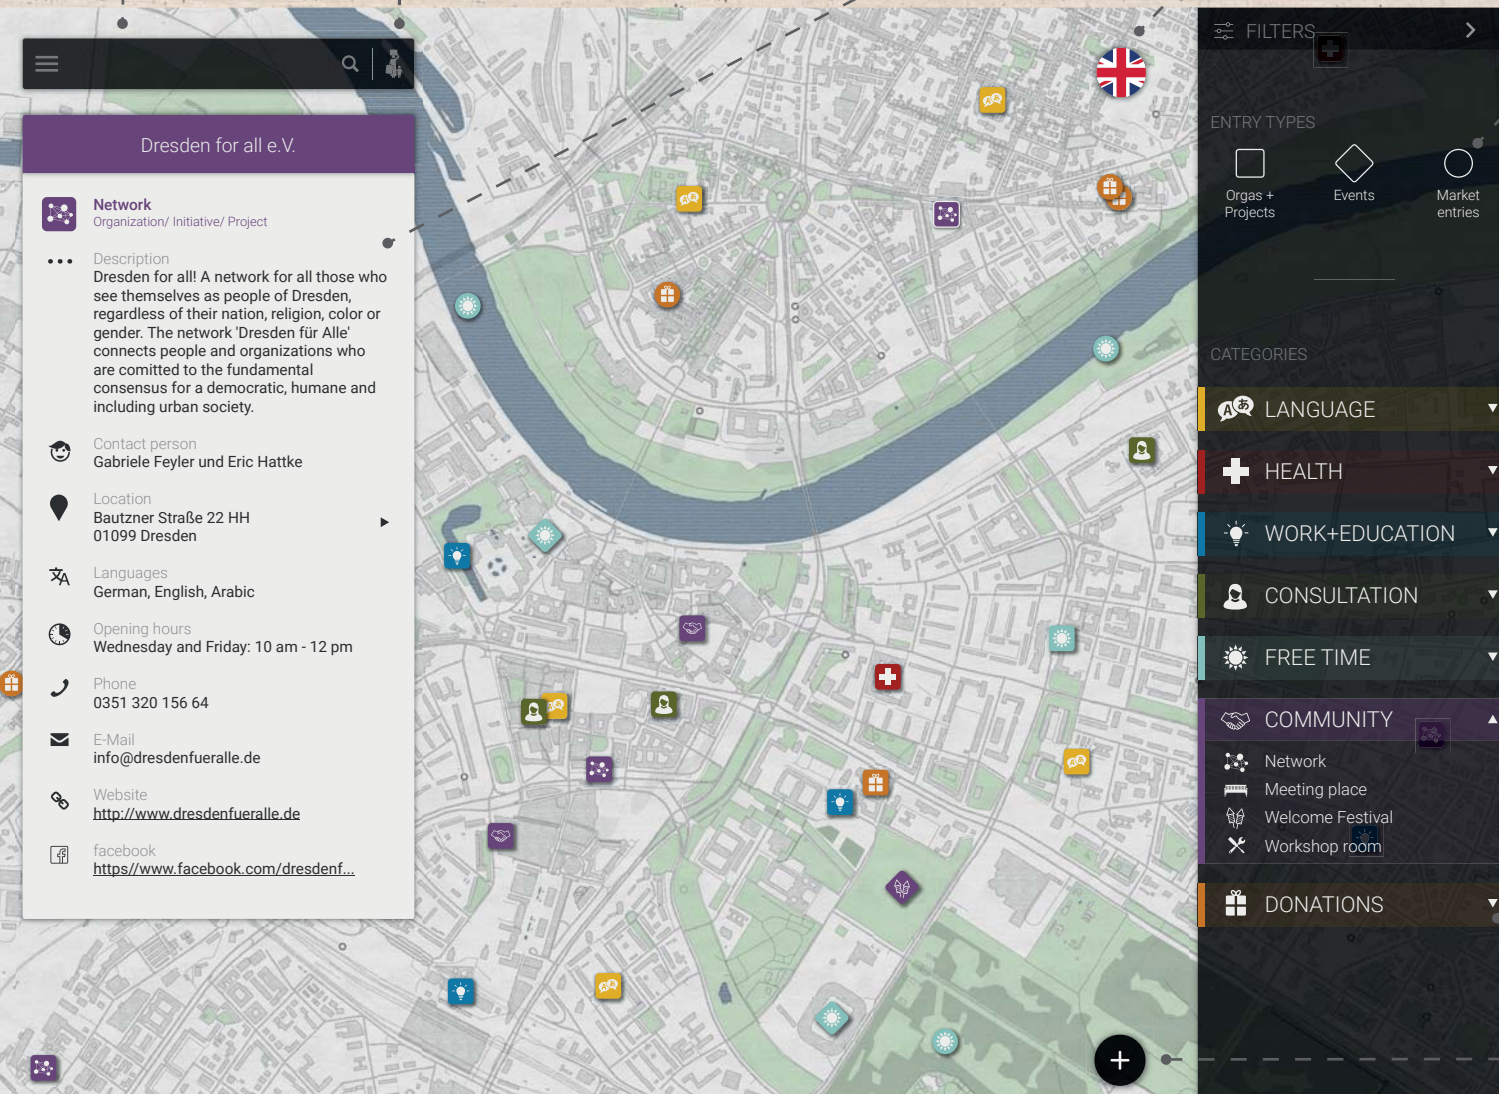 Dresden for all e.V.
Network
Organization/ Initiative/ Project
Description
Dresden for all! A network for all those who
see themselves as people of Dresden,
regardless of their nation, religion, color or
gender. The network 'Dresden für Alle'
connects people and organizations who
are comitted to the fundamental
consensus for a democratic, humane and
including urban society.
Contact person
Gabriele Feyler und Eric Hattke
Location
Bautzner Straße 22 HH
01099 Dresden
Languages
German, English, Arabic
Opening hours
Wednesday and Friday: 10 am - 12 pm
Phone
0351 320 156 64
E-Mail
info@dresdenfueralle.de
Website
http://www.dresdenfueralle.de
facebook
https//www.facebook.com/dresdenf...
FILTERS
ENTRY TYPES
Orgas +
Projects
Events
Market
entries
CATEGORIES
LANGUAGE
HEALTH
WORK+EDUCATION
CONSULTATION
FREE TIME
COMMUNITY
Network
Meeting place
Welcome Festival
Workshop room
DONATIONS